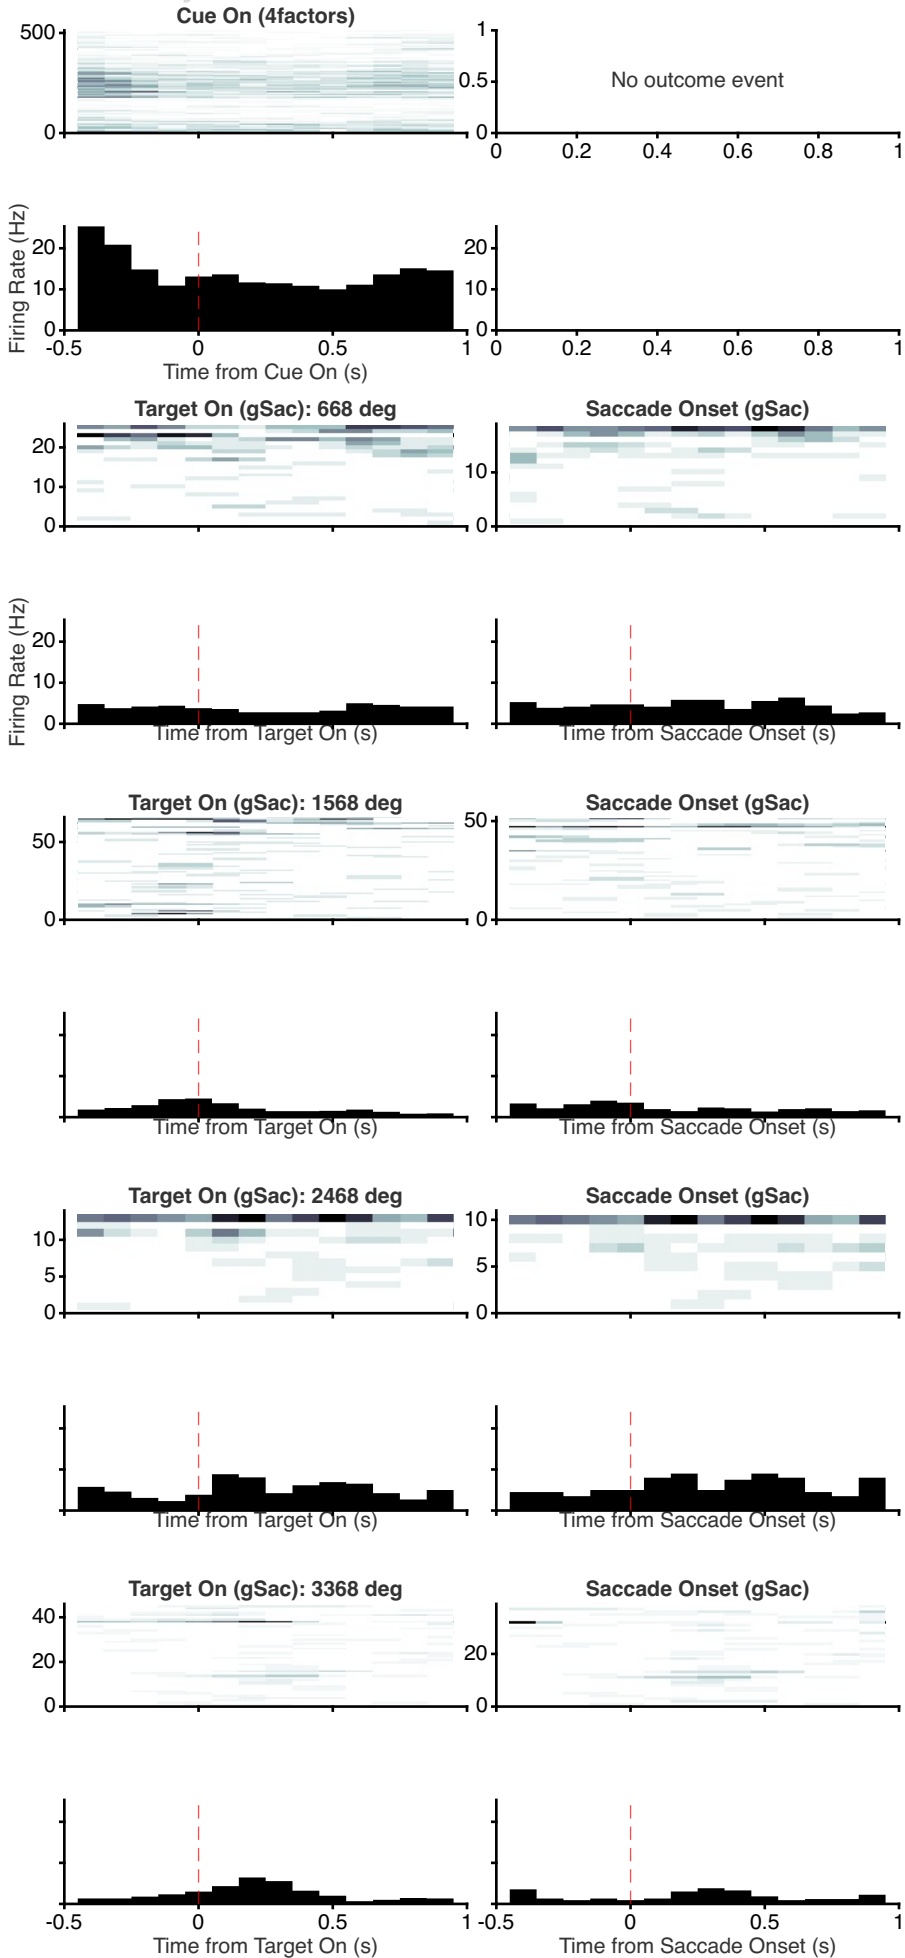 Cue On (4factors)
500
0
1
0.5
0
No outcome event
0 0.2 0.4 0.6 0.8 1
Firing Rate (Hz)
20
10
0
-0.5 0 0.5 1
Time from Cue On (s)
20
10
0
0 0.2 0.4 0.6 0.8 1
Target On (gSac): 668 deg
20
10
0
Saccade Onset (gSac)
10
0
Firing Rate (Hz)
20
10
0
Time from Target On (s)
20
10
0
Time from Saccade Onset (s)
Target On (gSac): 1568 deg
50
0
Saccade Onset (gSac)
50
0
Time from Target On (s)
Time from Saccade Onset (s)
Target On (gSac): 2468 deg
10
5
0
Saccade Onset (gSac)
10
5
0
Time from Target On (s)
Time from Saccade Onset (s)
Target On (gSac): 3368 deg
40
20
0
Saccade Onset (gSac)
20
0
-0.5 0 0.5 1
Time from Target On (s)
-0.5 0 0.5 1
Time from Saccade Onset (s)